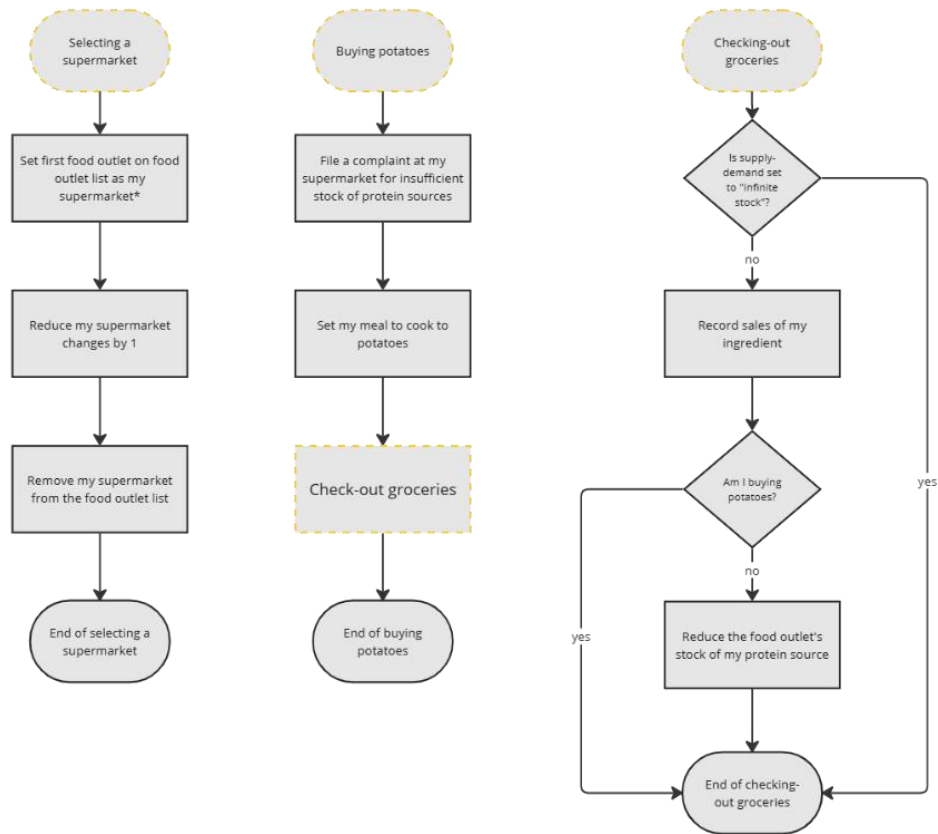 Selecting a
supermarket
Set first food outlet on food
outlet list as my
supermarket*
Reduce my supermarket
changes by 1
Remove my supermarket
from the food outlet list
End of selecting a
supermarket
Buying potatoes
File a complaint at my
supermarket for insufficient
stock of protein sources
Set my meal to cook to
potatoes
Check-out groceries
End of buying
potatoes
Checking-out
groceries
Is supply-
demand set
to "infinite
stock"?
no
yes
Record sales of my
ingredient
Am I buying
potatoes?
no
yes
Reduce the food outlet's
stock of my protein source
End of checking-
out groceries